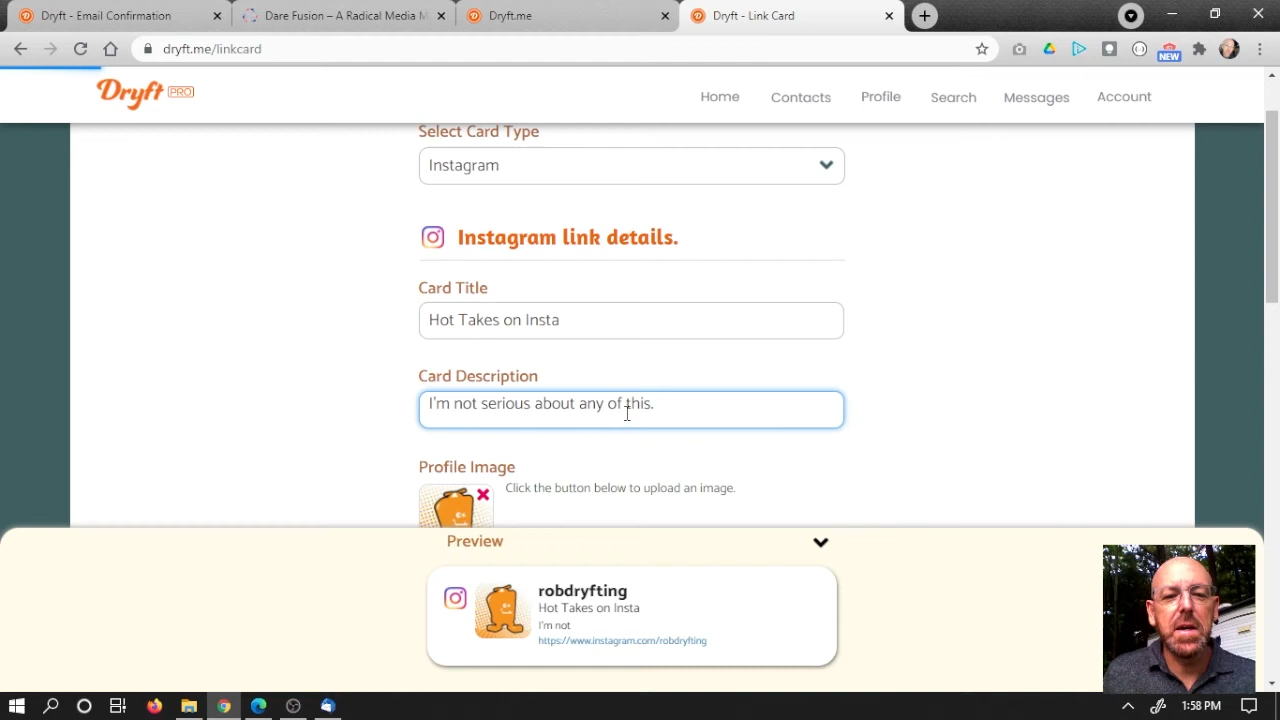 Dryft - Email Confirmation
Dare Fusion – A Radical Media M
Dryft.me
Dryft - Link Card
dryft.me/linkcard
NEW
Dryft PRO
Home
Contacts
Profile
Search
Messages
Account
Select Card Type
Instagram
Instagram link details.
Card Title
Hot Takes on Insta
Card Description
I'm not serious about any of this.
Profile Image
Click the button below to upload an image.
Preview
robdryfting
Hot Takes on Insta
I'm not
https://www.instagram.com/robdryfting
1:58 PM